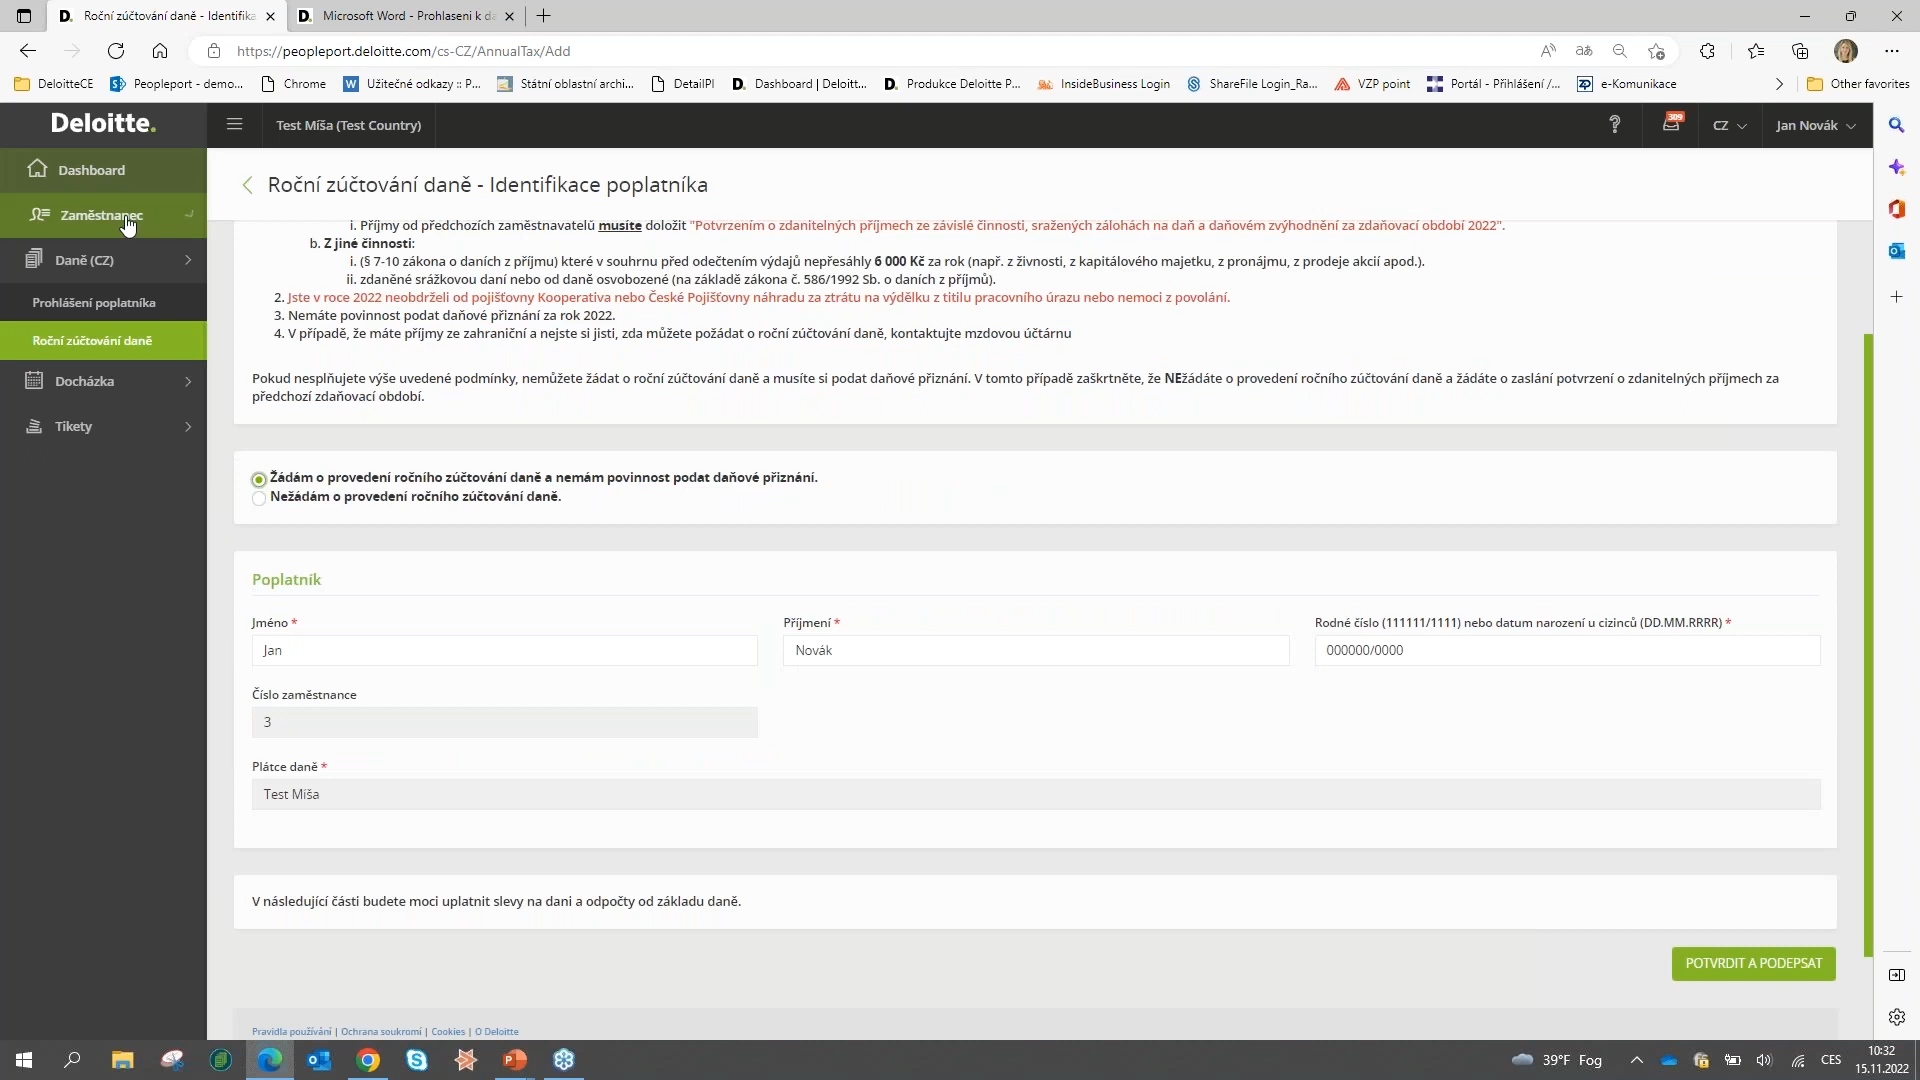 Roční zúčtování daně - Identifika
Microsoft Word - Prohlaseni k da
https://peopleport.deloitte.com/cs-CZ/AnnualTax/Add
DeloitteCE
Peopleport - demo...
Chrome
Užitečné odkazy :: P...
Státní oblastní archi...
DetailPI
Dashboard | Deloitt...
Produkce Deloitte P...
InsideBusiness Login
ShareFile Login_Ra...
VZP point
Portál - Přihlášení /...
e-Komunikace
Other favorites
Deloitte.
Test Míša (Test Country)
309
CZ
Jan Novák
Dashboard
Zaměstnanec
Daně (CZ)
Prohlášení poplatníka
Roční zúčtování daně
Docházka
Tikety
Roční zúčtování daně - Identifikace poplatníka
i. Příjmy od předchozích zaměstnavatelů musíte doložit "Potvrzením o zdanitelných příjmech ze závislé činnosti, sražených zálohách na daň a daňovém zvýhodnění za zdaňovací období 2022".
b. Z jiné činnosti:
i. (§ 7-10 zákona o daních z příjmu) které v souhrnu před odečtením výdajů nepřesáhly 6 000 Kč za rok (např. z živnosti, z kapitálového majetku, z pronájmu, z prodeje akcií apod.).
ii. zdaněné srážkovou daní nebo od daně osvobozené (na základě zákona č. 586/1992 Sb. o daních z příjmů).
2. Jste v roce 2022 neobdrželi od pojišťovny Kooperativa nebo České Pojišťovny náhradu za ztrátu na výdělku z titulu pracovního úrazu nebo nemoci z povolání.
3. Nemáte povinnost podat daňové přiznání za rok 2022.
4. V případě, že máte příjmy ze zahraniční a nejste si jisti, zda můžete požádat o roční zúčtování daně, kontaktujte mzdovou účtárnu
Pokud nesplňujete výše uvedené podmínky, nemůžete žádat o roční zúčtování daně a musíte si podat daňové přiznání. V tomto případě zaškrtněte, že NEžádáte o provedení ročního zúčtování daně a žádáte o zaslání potvrzení o zdanitelných příjmech za
předchozí zdaňovací období.
Žádám o provedení ročního zúčtování daně a nemám povinnost podat daňové přiznání.
Nežádám o provedení ročního zúčtování daně.
Poplatník
Jméno *
Příjmení *
Rodné číslo (111111/1111) nebo datum narození u cizinců (DD.MM.RRRR) *
Jan
Novák
000000/0000
Číslo zaměstnance
3
Plátce daně *
Test Míša
V následující části budete moci uplatnit slevy na dani a odpočty od základu daně.
POTVRDIT A PODEPSAT
Pravidla používání | Ochrana soukromí | Cookies | O Deloitte
39°F Fog
CES
10:32
15.11.2022